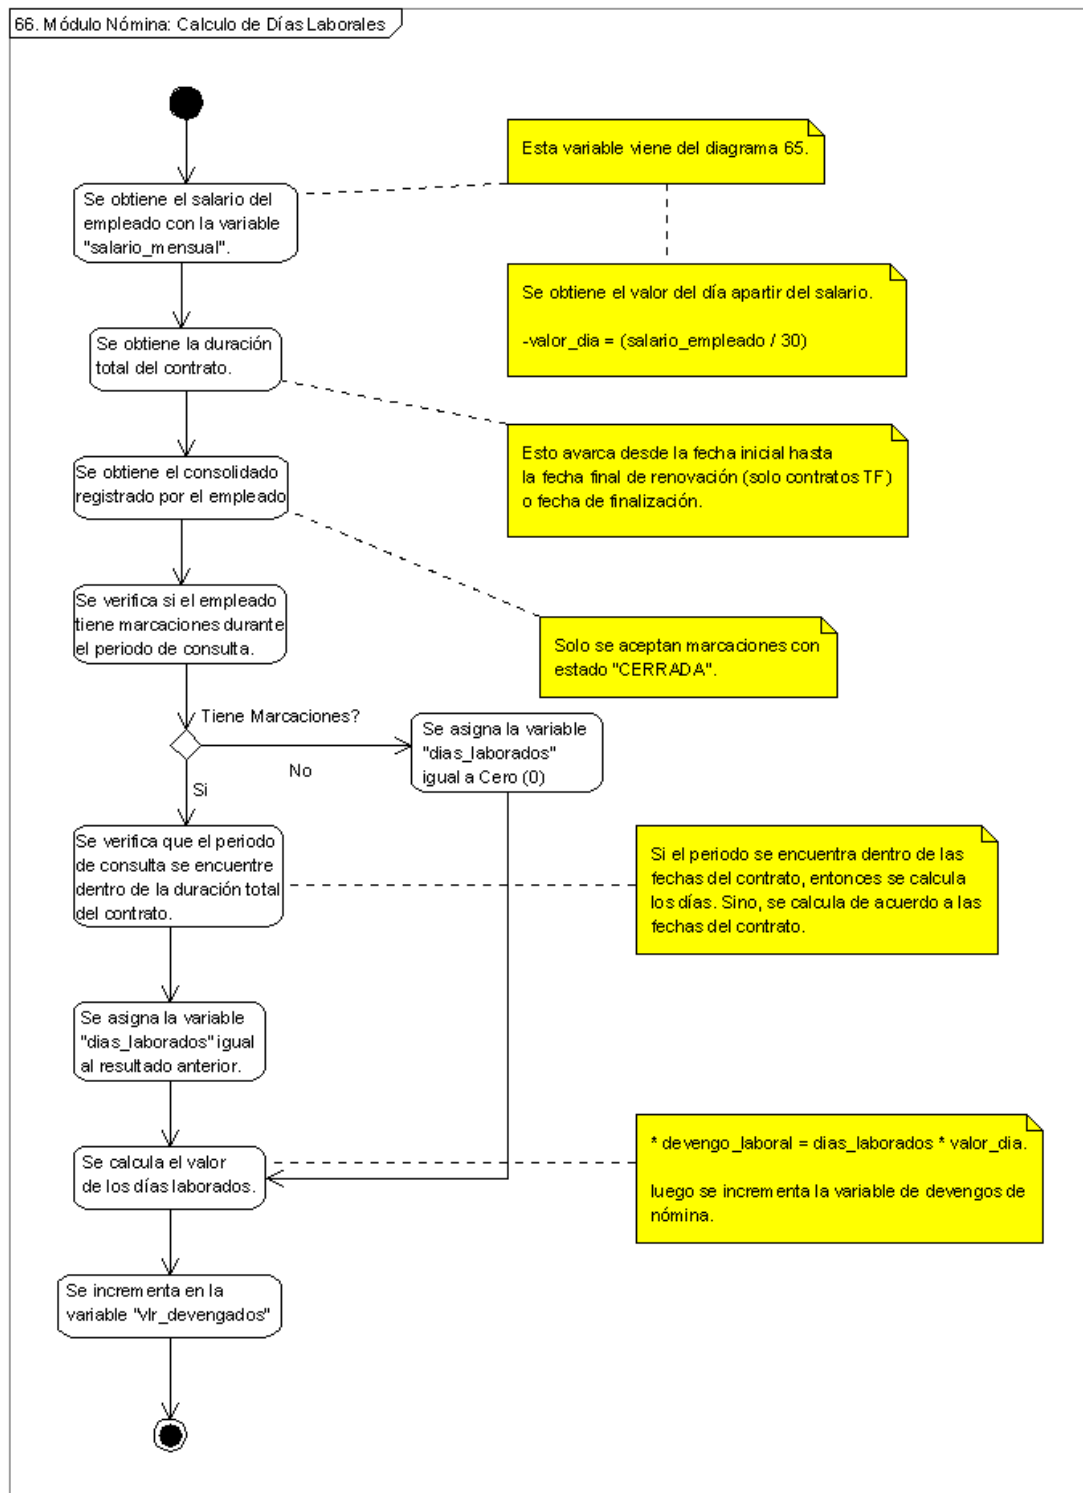 66. Módulo Nómina: Calculo de Días Laborales
Esta variable viene del diagrama 65.
Se obtiene el salario del
empleado con la variable
"salario_mensual".
Se obtiene el valor del día apartir del salario.
-valor_dia = (salario_empleado / 30)
Se obtiene la duración
total del contrato.
Esto avarca desde la fecha inicial hasta
la fecha final de renovación (solo contratos TF)
o fecha de finalización.
Se obtiene el consolidado
registrado por el empleado
Se verifica si el empleado
tiene marcaciones durante
el periodo de consulta.
Solo se aceptan marcaciones con
estado "CERRADA".
Tiene Marcaciones?
No
Si
Se asigna la variable
"dias_laborados"
igual a Cero (0)
Se verifica que el periodo
de consulta se encuentre
dentro de la duración total
del contrato.
Si el periodo se encuentra dentro de las
fechas del contrato, entonces se calcula
los días. Sino, se calcula de acuerdo a las
fechas del contrato.
Se asigna la variable
"dias_laborados" igual
al resultado anterior.
Se calcula el valor
de los días laborados.
* devengo_laboral = dias_laborados * valor_dia.
luego se incrementa la variable de devengos de
nómina.
Se incrementa en la
variable "vlr_devengados"